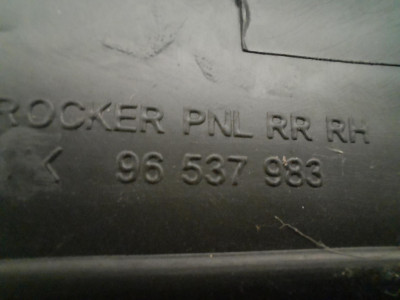 ROCKER PNL RR RH
K 96 537 983